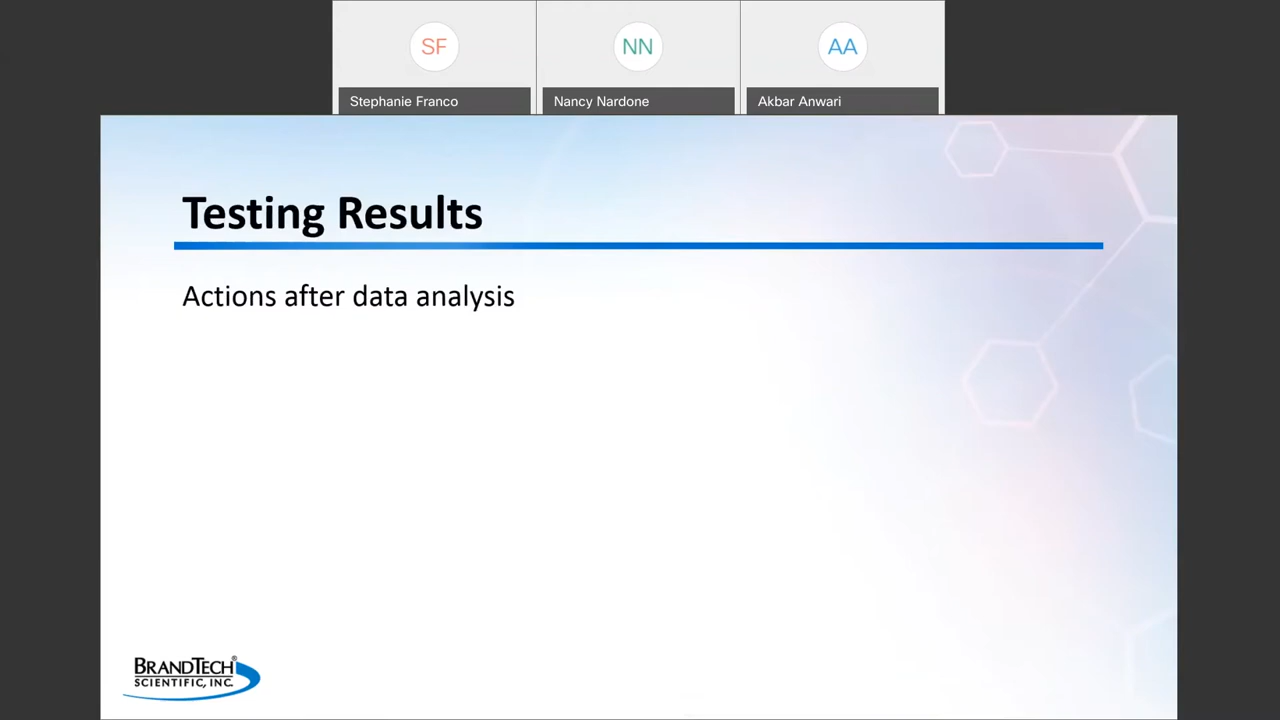 SF
NN
AA
Stephanie Franco
Nancy Nardone
Akbar Anwari
Testing Results
Actions after data analysis
BRANDTECH®
SCIENTIFIC, INC.